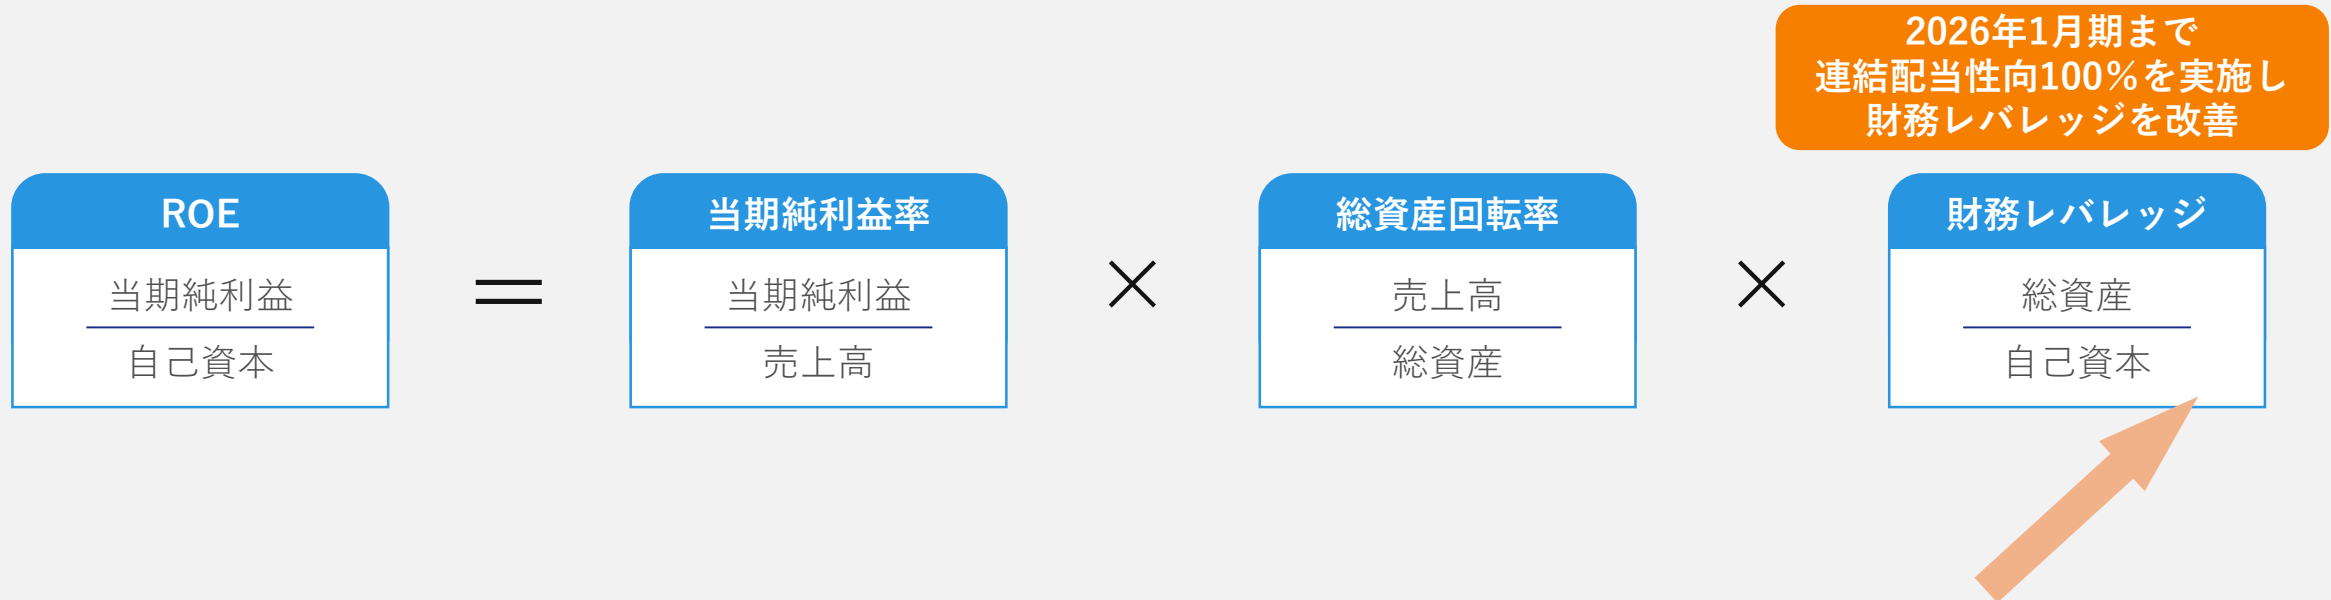 2026年1月期まで
連結配当性向100%を実施し
財務レバレッジを改善
ROE
当期純利益
自己資本
=
当期純利益率
当期純利益
売上高
×
総資産回転率
売上高
総資産
×
財務レバレッジ
総資産
自己資本